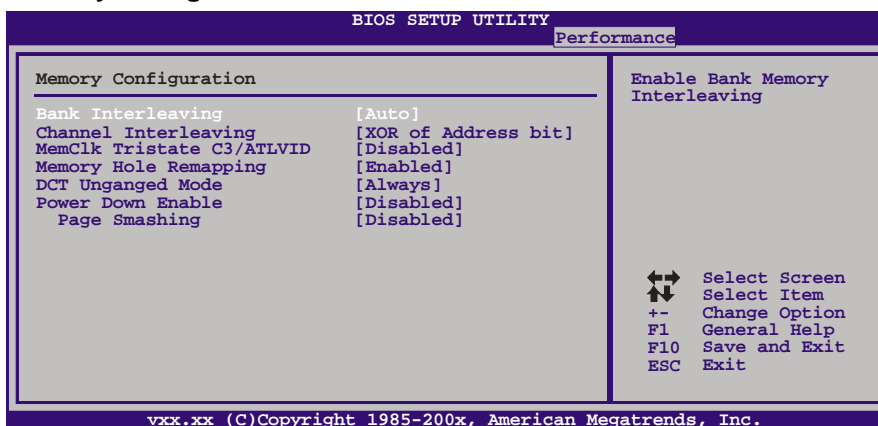 BIOS SETUP UTILITY
Performance
Memory Configuration
Bank Interleaving [Auto]
Channel Interleaving [XOR of Address bit]
MemClk Tristate C3/ATLVID [Disabled]
Memory Hole Remapping [Enabled]
DCT Unganged Mode [Always]
Power Down Enable [Disabled]
Page Smashing [Disabled]
Enable Bank Memory
Interleaving
Select Screen
Select Item
+- Change Option
F1 General Help
F10 Save and Exit
ESC Exit
vxx.xx (C)Copyright 1985-200x, American Megatrends, Inc.